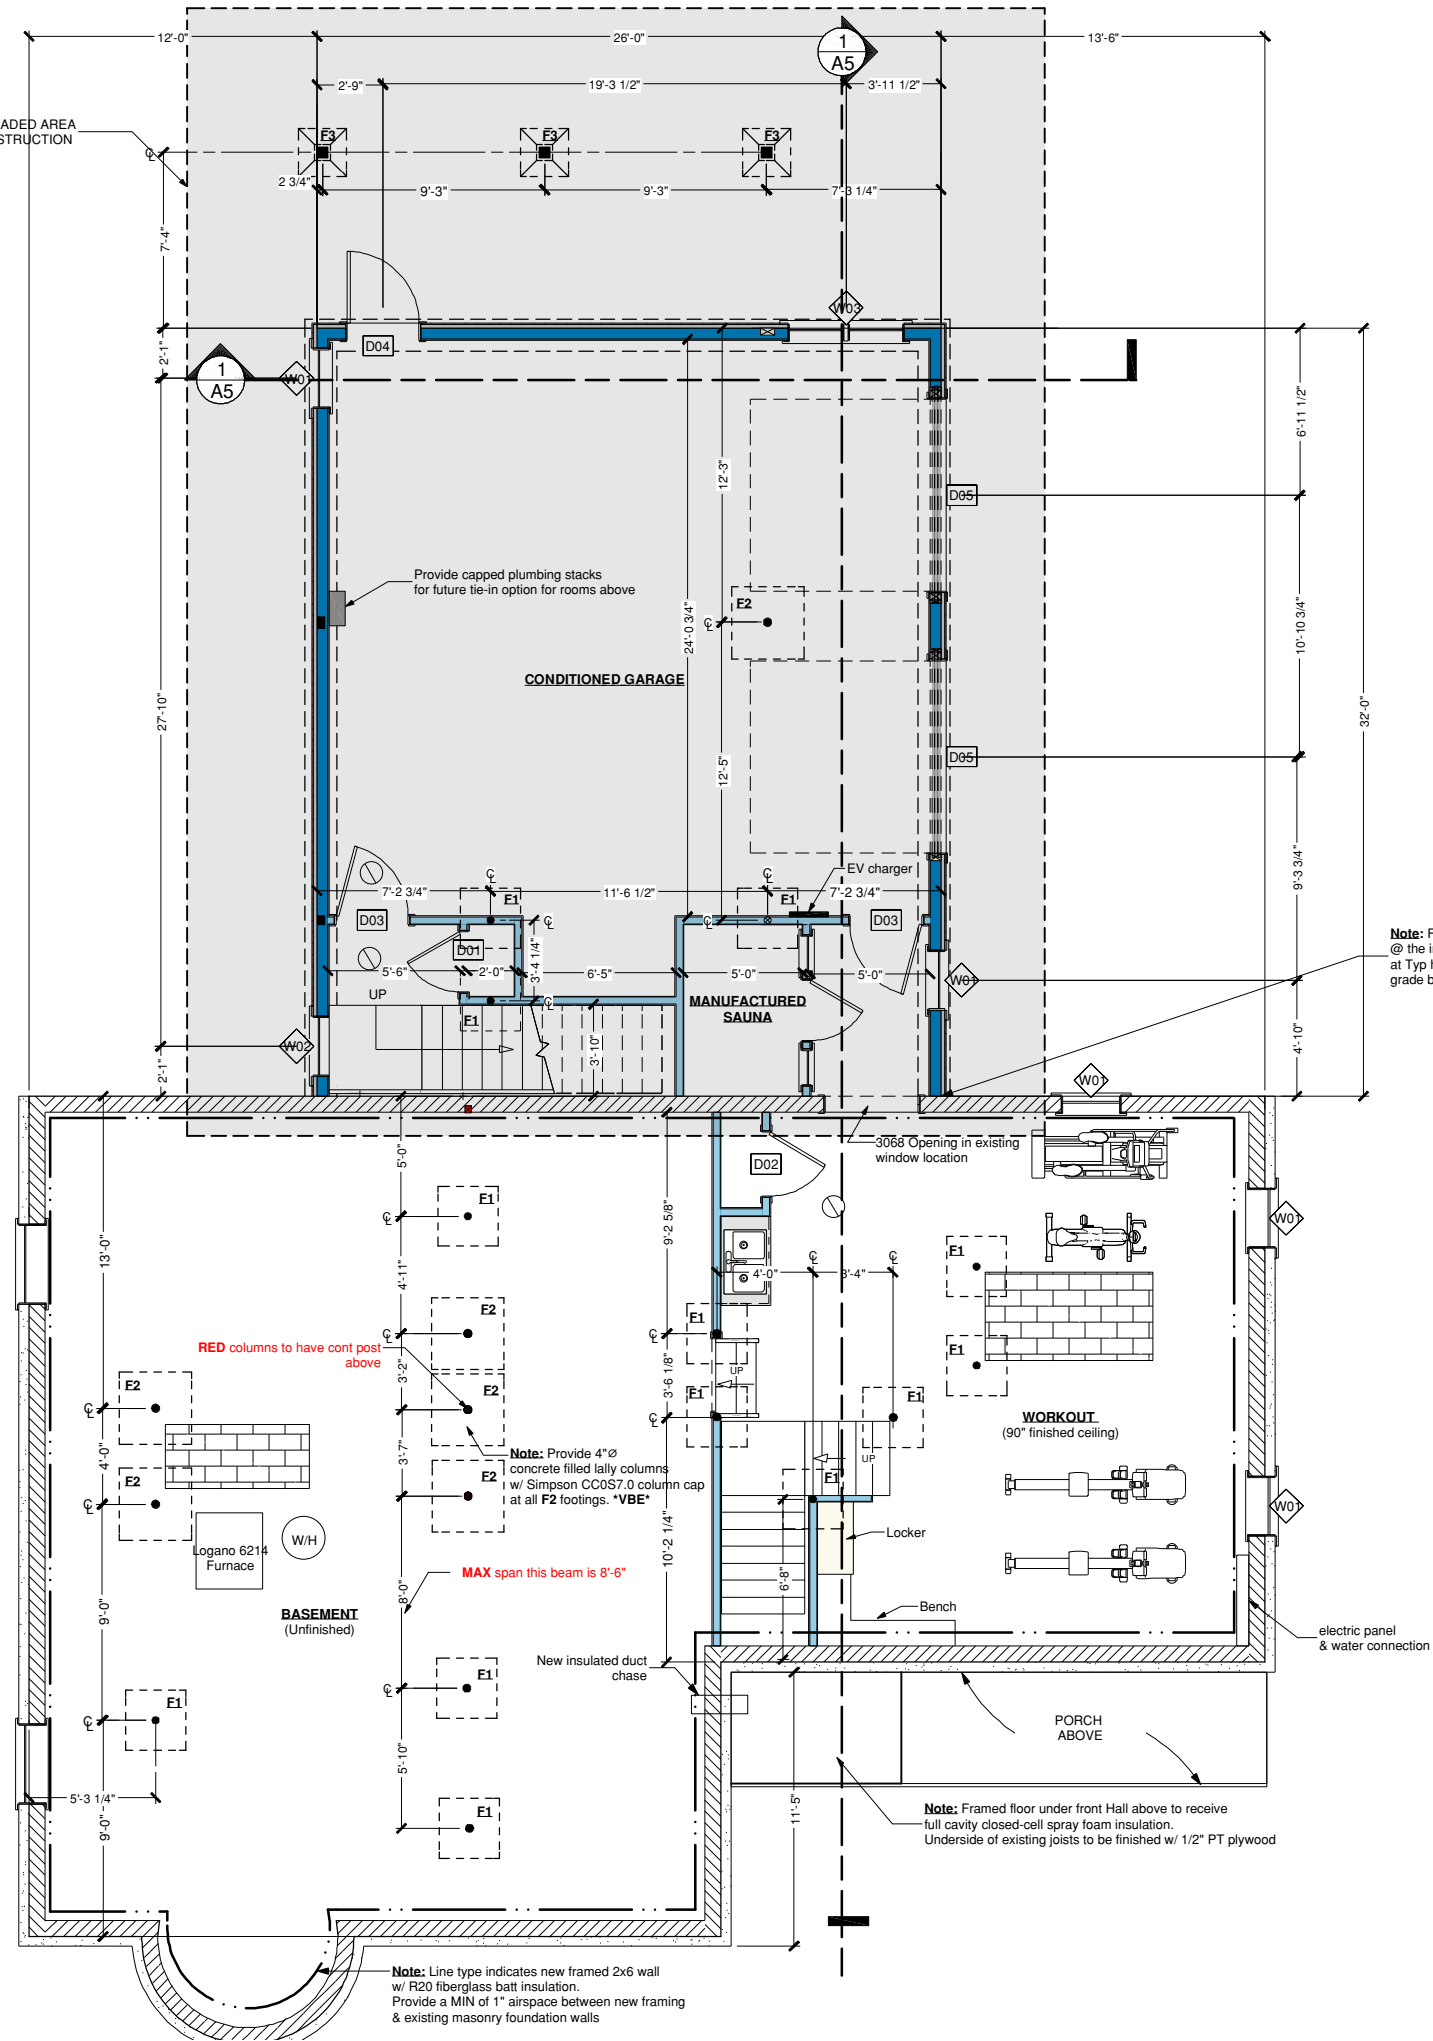 12'-0"
26'-0"
13'-6"
1
A5
2'-9"
19'-3 1/2"
3'-11 1/2"
ADED AREA
STRUCTION
F3
F3
F3
2 3/4"
9'-3"
9'-3"
7'-3 1/4"
7'-4"
W03
D04
2'-1"
1
A5
W01
6'-11 1/2"
12'-3"
D05
Provide capped plumbing stacks
for future tie-in option for rooms above
F2
24'-0 3/4"
10'-10 3/4"
CONDITIONED GARAGE
27'-10"
32'-0"
12'-5"
D05
EV charger
7'-2 3/4"
11'-6 1/2"
7'-2 3/4"
F1
F1
9'-3 3/4"
D03
D03
D01
3'-4 1/4"
Note: F
@ the i
at Typ h
grade b
5'-6"
2'-0"
6'-5"
5'-0"
5'-0"
W01
UP
MANUFACTURED
SAUNA
F1
W02
3'-10"
4'-10"
2'-1"
W01
3068 Opening in existing
window location
5'-0"
D02
F1
9'-2 5/8"
W01
13'-0"
4'-11"
F1
4'-0"
3'-4"
F2
F1
RED columns to have cont post
above
F1
UP
3'-2"
3'-6 1/8"
F2
F2
F1
F1
WORKOUT
(90" finished ceiling)
4'-0"
3'-7"
Note: Provide 4"Ø
concrete filled lally columns
w/ Simpson CC0S7.0 column cap
at all F2 footings. *VBE*
UP
F2
F2
F1
W01
Logano 6214
Furnace
W/H
Locker
10'-2 1/4"
MAX span this beam is 8'-6"
6'-8"
8'-0"
9'-0"
BASEMENT
(Unfinished)
Bench
electric panel
& water connection
New insulated duct
chase
F1
F1
PORCH
ABOVE
5'-10"
5'-3 1/4"
9'-0"
F1
11'-5"
Note: Framed floor under front Hall above to receive
full cavity closed-cell spray foam insulation.
Underside of existing joists to be finished w/ 1/2" PT plywood
Note: Line type indicates new framed 2x6 wall
w/ R20 fiberglass batt insulation.
Provide a MIN of 1" airspace between new framing
& existing masonry foundation walls